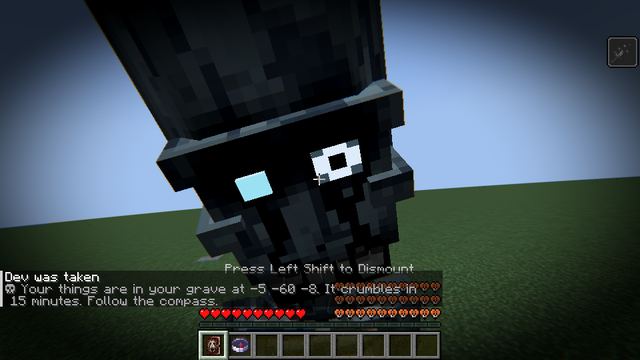 Press Left Shift to Dismount
Dev was taken
Your things are in your grave at -5 -60 -8. It crumbles in
15 minutes. Follow the compass.